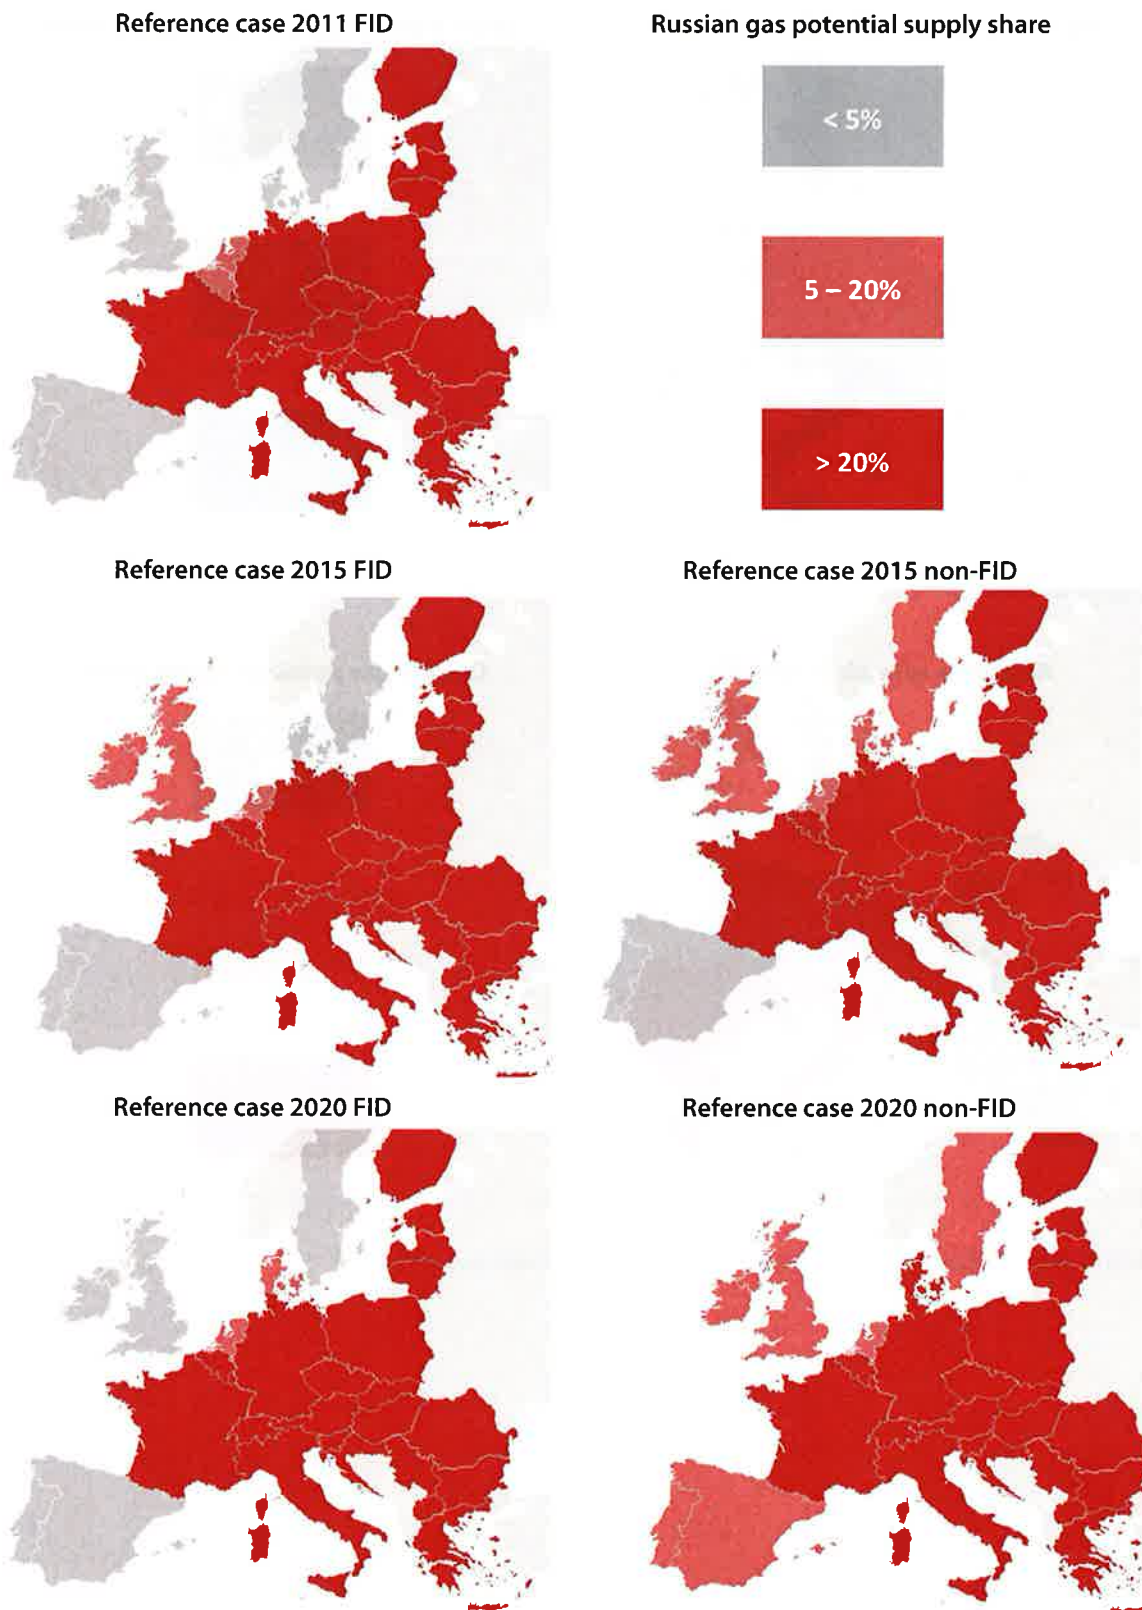 Reference case 2011 FID
Russian gas potential supply share
< 5%
5 – 20%
> 20%
Reference case 2015 FID
Reference case 2015 non-FID
Reference case 2020 FID
Reference case 2020 non-FID